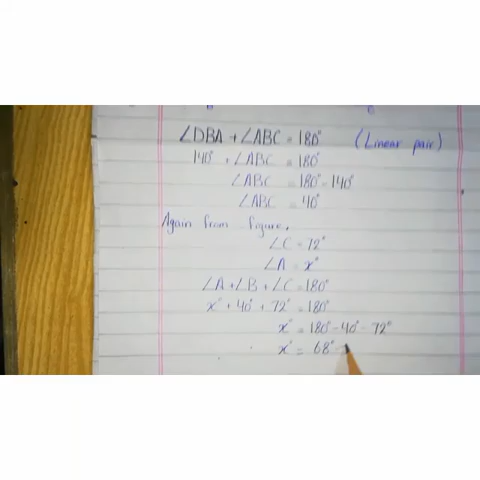 ∠DBA + ∠ABC = 180° (Linear pair)
140° + ∠ABC = 180°
∠ABC = 180° - 140°
∠ABC = 40°
Again from figure.
∠C = 72°
∠A = x°
∠A + ∠B + ∠C = 180°
x° + 40° + 72° = 180°
x° = 180° - 40° - 72°
x° = 68°